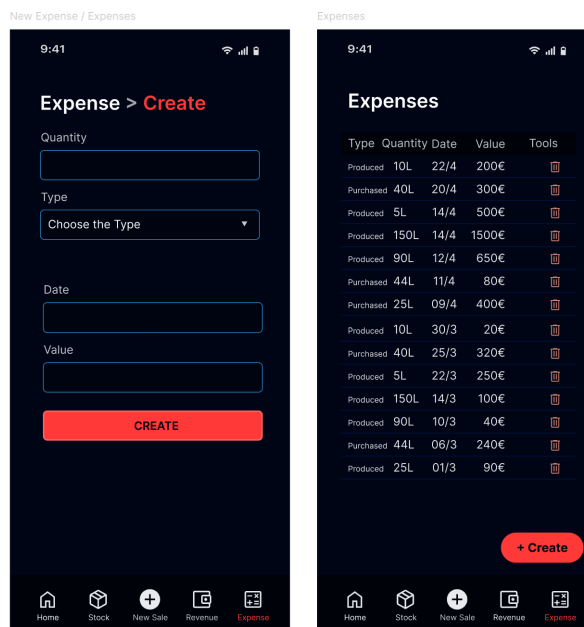 New Expense / Expenses
9:41
Expense > Create
Quantity
Type
Choose the Type
Date
Value
CREATE
Home Stock New Sale Revenue Expense
Expenses
9:41
Expenses
Type Quantity Date Value Tools
Produced 10L 22/4 200€
Purchased 40L 20/4 300€
Produced 5L 14/4 500€
Produced 150L 14/4 1500€
Produced 90L 12/4 650€
Purchased 44L 11/4 80€
Purchased 25L 09/4 400€
Produced 10L 30/3 20€
Purchased 40L 25/3 320€
Produced 5L 22/3 250€
Produced 150L 14/3 100€
Produced 90L 10/3 40€
Purchased 44L 06/3 240€
Produced 25L 01/3 90€
+ Create
Home Stock New Sale Revenue Expense